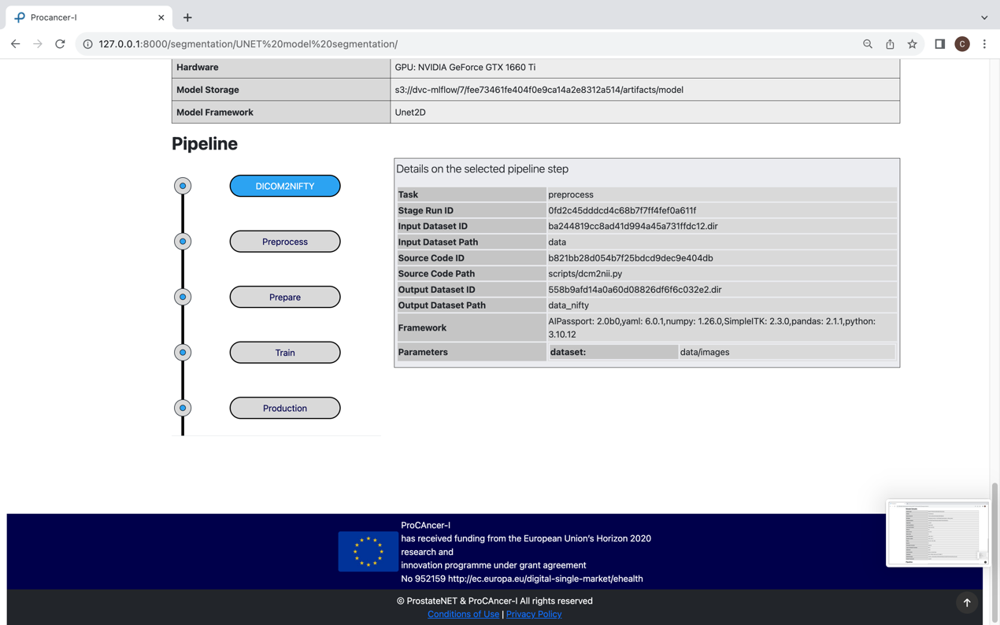 Procancer-I
127.0.0.1:8000/segmentation/UNET%20model%20segmentation/
C
Hardware GPU: NVIDIA GeForce GTX 1660 Ti
Model Storage s3://dvc-mlflow/7/fee73461fe404f0e9ca14a2e8312a514/artifacts/model
Model Framework Unet2D
Pipeline
DICOM2NIFTY
Preprocess
Prepare
Train
Production
Details on the selected pipeline step
Task preprocess
Stage Run ID 0fd2c45dddcd4c68b7f7ff4fef0a611f
Input Dataset ID ba244819cc8ad41d994a45a731ffdc12.dir
Input Dataset Path data
Source Code ID b821bb28d054b7f25bdcd9dec9e404db
Source Code Path scripts/dcm2nii.py
Output Dataset ID 558b9afd14a0a60d08826df6f6c032e2.dir
Output Dataset Path data_nifty
Framework AIPassport: 2.0b0,yaml: 6.0.1,numpy: 1.26.0,SimpleITK: 2.3.0,pandas: 2.1.1,python:
3.10.12
Parameters dataset: data/images
ProCAncer-I
has received funding from the European Union's Horizon 2020
research and
innovation programme under grant agreement
No 952159 http://ec.europa.eu/digital-single-market/ehealth
© ProstateNET & ProCAncer-I All rights reserved
Conditions of Use | Privacy Policy